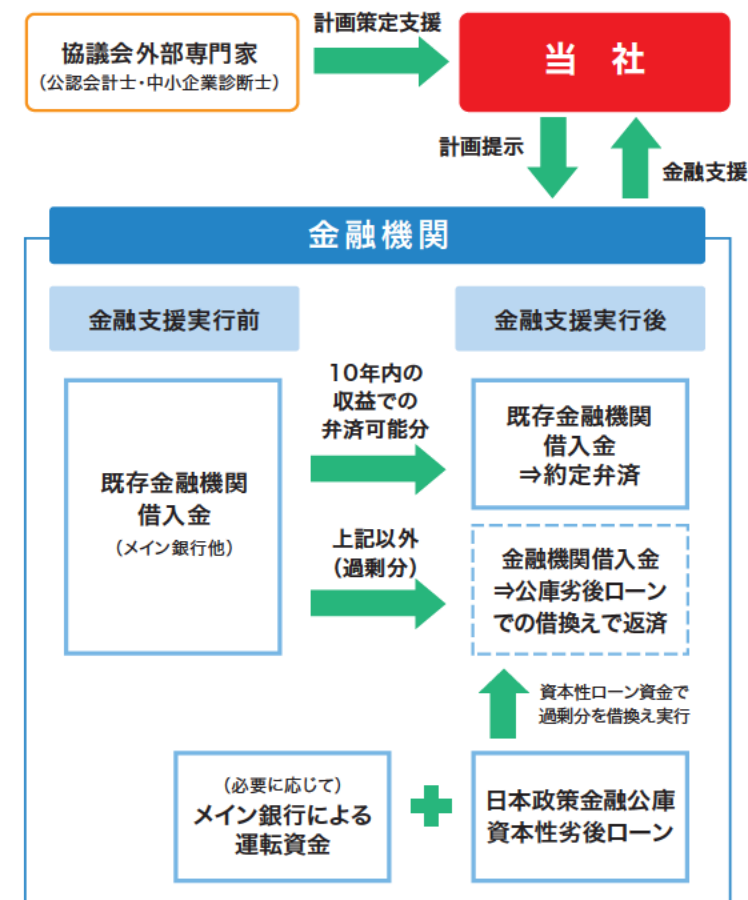 協議会外部専門家
（公認会計士・中小企業診断士）
計画策定支援
当 社
計画提示
金融支援
金融機関
金融支援実行前
金融支援実行後
既存金融機関
借入金
（メイン銀行他）
10年内の
収益での
弁済可能分
既存金融機関
借入金
⇒約定弁済
上記以外
（過剰分）
金融機関借入金
⇒公庫劣後ローン
での借換えで返済
資本性ローン資金で
過剰分を借換え実行
（必要に応じて）
メイン銀行による
運転資金
日本政策金融公庫
資本性劣後ローン